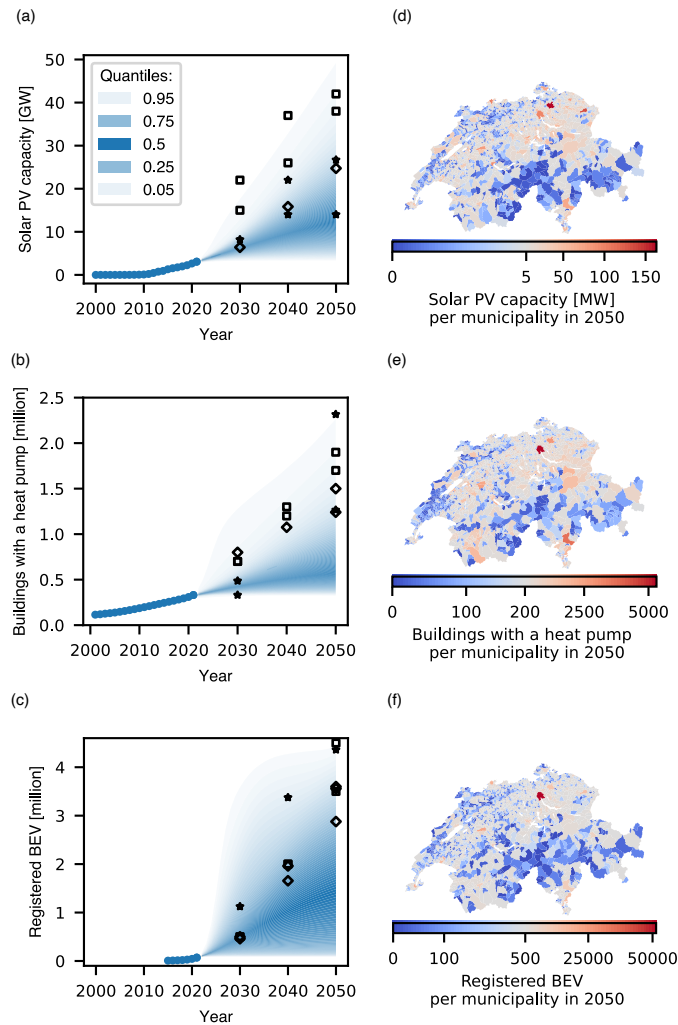 (a)
Solar PV capacity [GW]
50
40
30
20
10
0
Quantiles:
0.95
0.75
0.5
0.25
0.05
2000 2010 2020 2030 2040 2050
Year
(d)
0 5 50 100 150
Solar PV capacity [MW]
per municipality in 2050
(b)
Buildings with a heat pump [million]
2.5
2.0
1.5
1.0
0.5
0.0
2000 2010 2020 2030 2040 2050
Year
(e)
0 100 200 2500 5000
Buildings with a heat pump
per municipality in 2050
(c)
Registered BEV [million]
4
3
2
1
0
2000 2010 2020 2030 2040 2050
Year
(f)
0 100 500 25000 50000
Registered BEV
per municipality in 2050